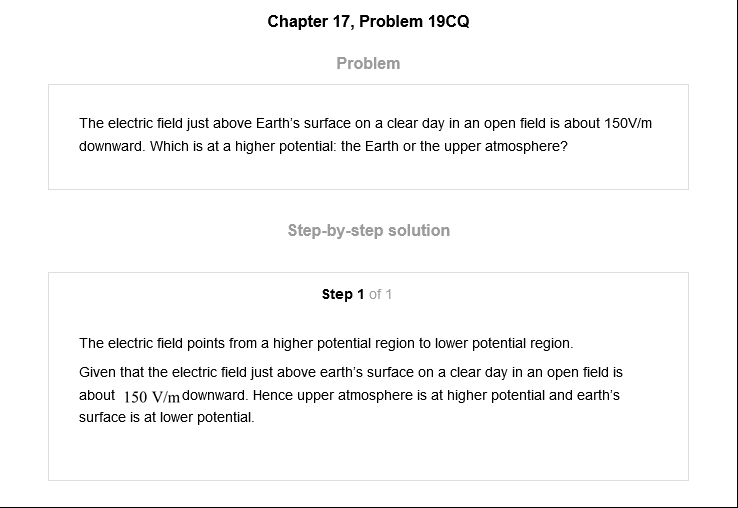 Chapter 17, Problem 19CQ
Problem
The electric field just above Earth's surface on a clear day in an open field is about 150V/m
downward. Which is at a higher potential: the Earth or the upper atmosphere?
Step-by-step solution
Step 1 of 1
The electric field points from a higher potential region to lower potential region.
Given that the electric field just above earth's surface on a clear day in an open field is
about 150 V/m downward. Hence upper atmosphere is at higher potential and earth's
surface is at lower potential.